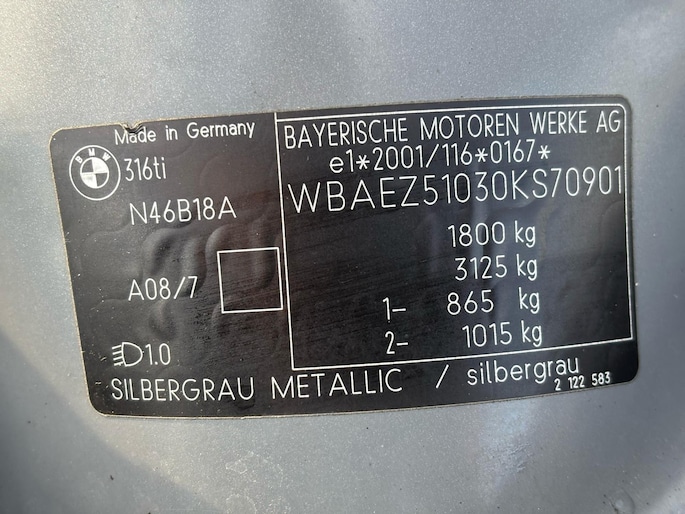 Made in Germany
BMW
316ti
N46B18A
A08/7
1.0
BAYERISCHE MOTOREN WERKE AG
e1*2001/116*0167*
WBAEZ51030KS70901
1800 kg
3125 kg
1- 865 kg
2- 1015 kg
SILBERGRAU METALLIC / silbergrau
2 122 583